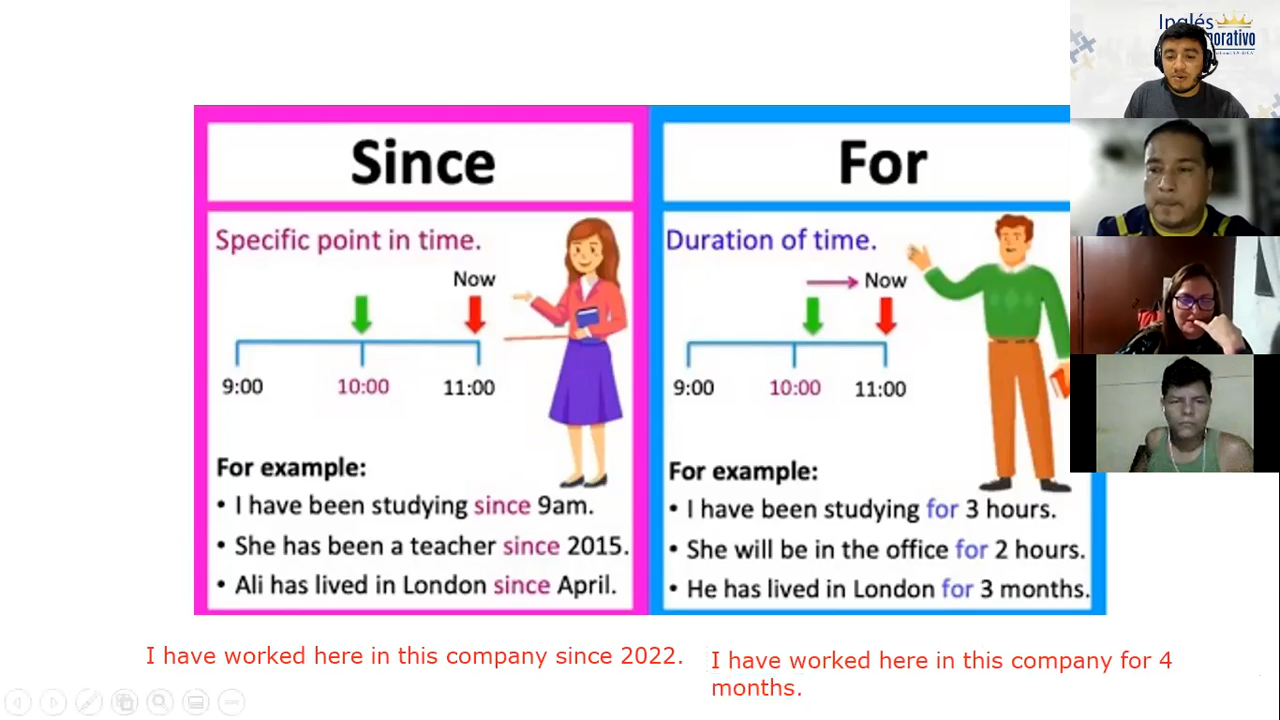 Inglés
Since
For
Specific point in time.
Now
9:00
10:00
11:00
For example:
• I have been studying since 9am.
• She has been a teacher since 2015.
• Ali has lived in London since April.
Duration of time.
Now
9:00
10:00
11:00
For example:
• I have been studying for 3 hours.
• She will be in the office for 2 hours.
• He has lived in London for 3 months.
I have worked here in this company since 2022.
I have worked here in this company for 4
months.